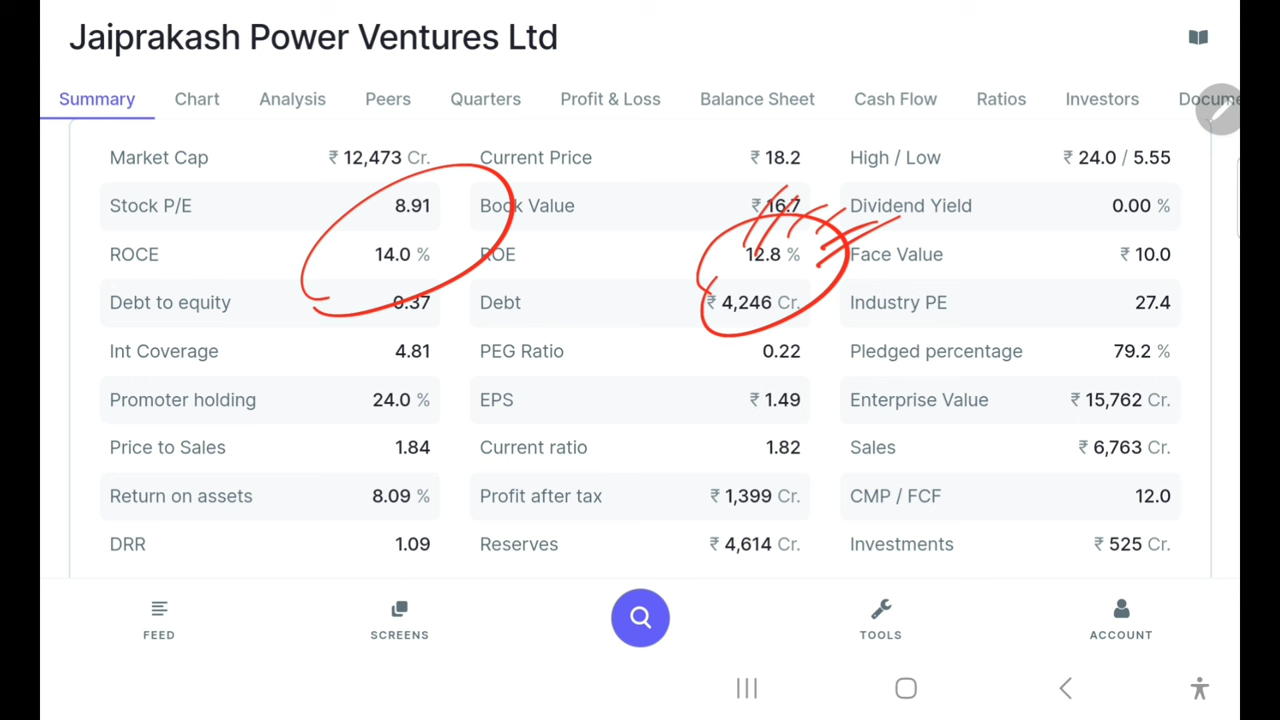 Jaiprakash Power Ventures Ltd
Summary Chart Analysis Peers Quarters Profit & Loss Balance Sheet Cash Flow Ratios Investors Docume
Market Cap ₹ 12,473 Cr. Current Price ₹ 18.2 High / Low ₹ 24.0 / 5.55
Stock P/E 8.91 Book Value ₹ 16.7 Dividend Yield 0.00 %
ROCE 14.0 % ROE 12.8 % Face Value ₹ 10.0
Debt to equity 0.37 Debt ₹ 4,246 Cr. Industry PE 27.4
Int Coverage 4.81 PEG Ratio 0.22 Pledged percentage 79.2 %
Promoter holding 24.0 % EPS ₹ 1.49 Enterprise Value ₹ 15,762 Cr.
Price to Sales 1.84 Current ratio 1.82 Sales ₹ 6,763 Cr.
Return on assets 8.09 % Profit after tax ₹ 1,399 Cr. CMP / FCF 12.0
DRR 1.09 Reserves ₹ 4,614 Cr. Investments ₹ 525 Cr.
FEED SCREENS TOOLS ACCOUNT